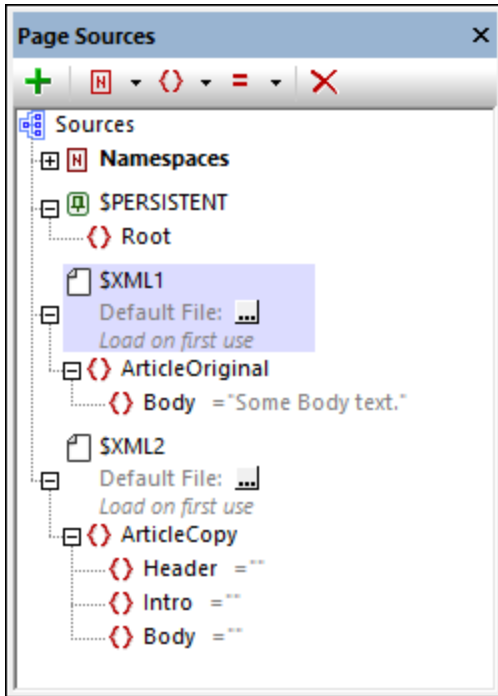 Page Sources
Sources
N Namespaces
$PERSISTENT
{} Root
$XML1
Default File: ...
Load on first use
{} ArticleOriginal
{} Body ="Some Body text."
$XML2
Default File: ...
Load on first use
{} ArticleCopy
{} Header =""
{} Intro =""
{} Body =""